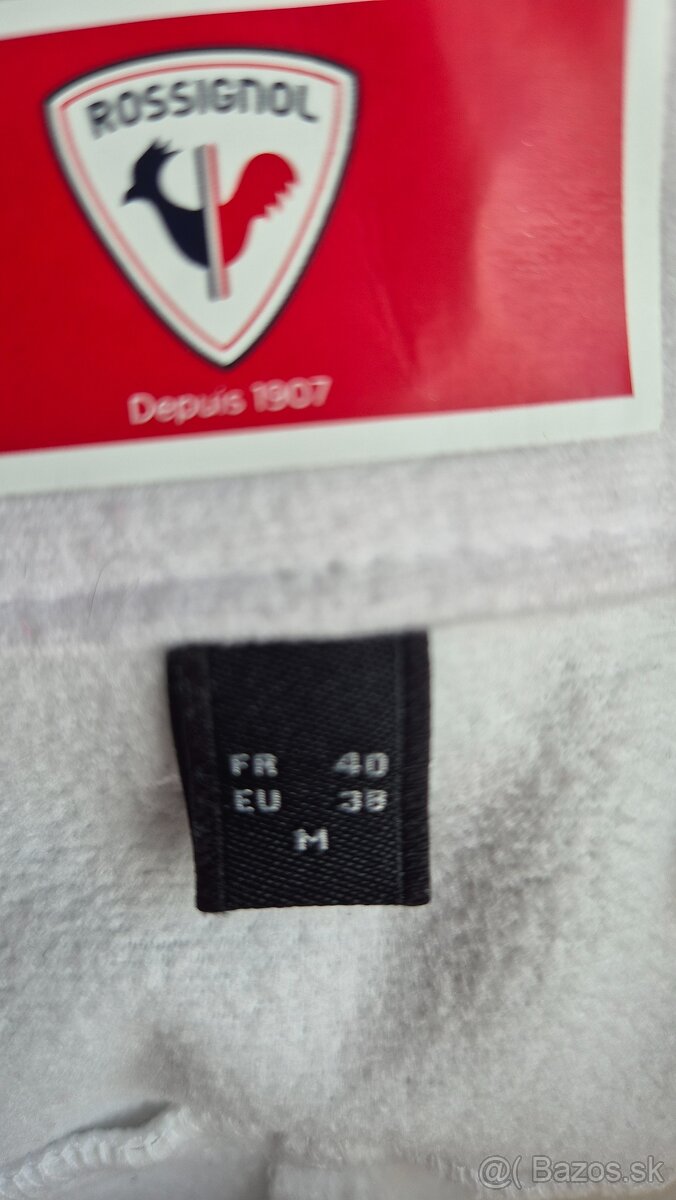 ROSSIGNOL
Depuis 1907
FR 40
EU 38
M
@( Bazos.sk